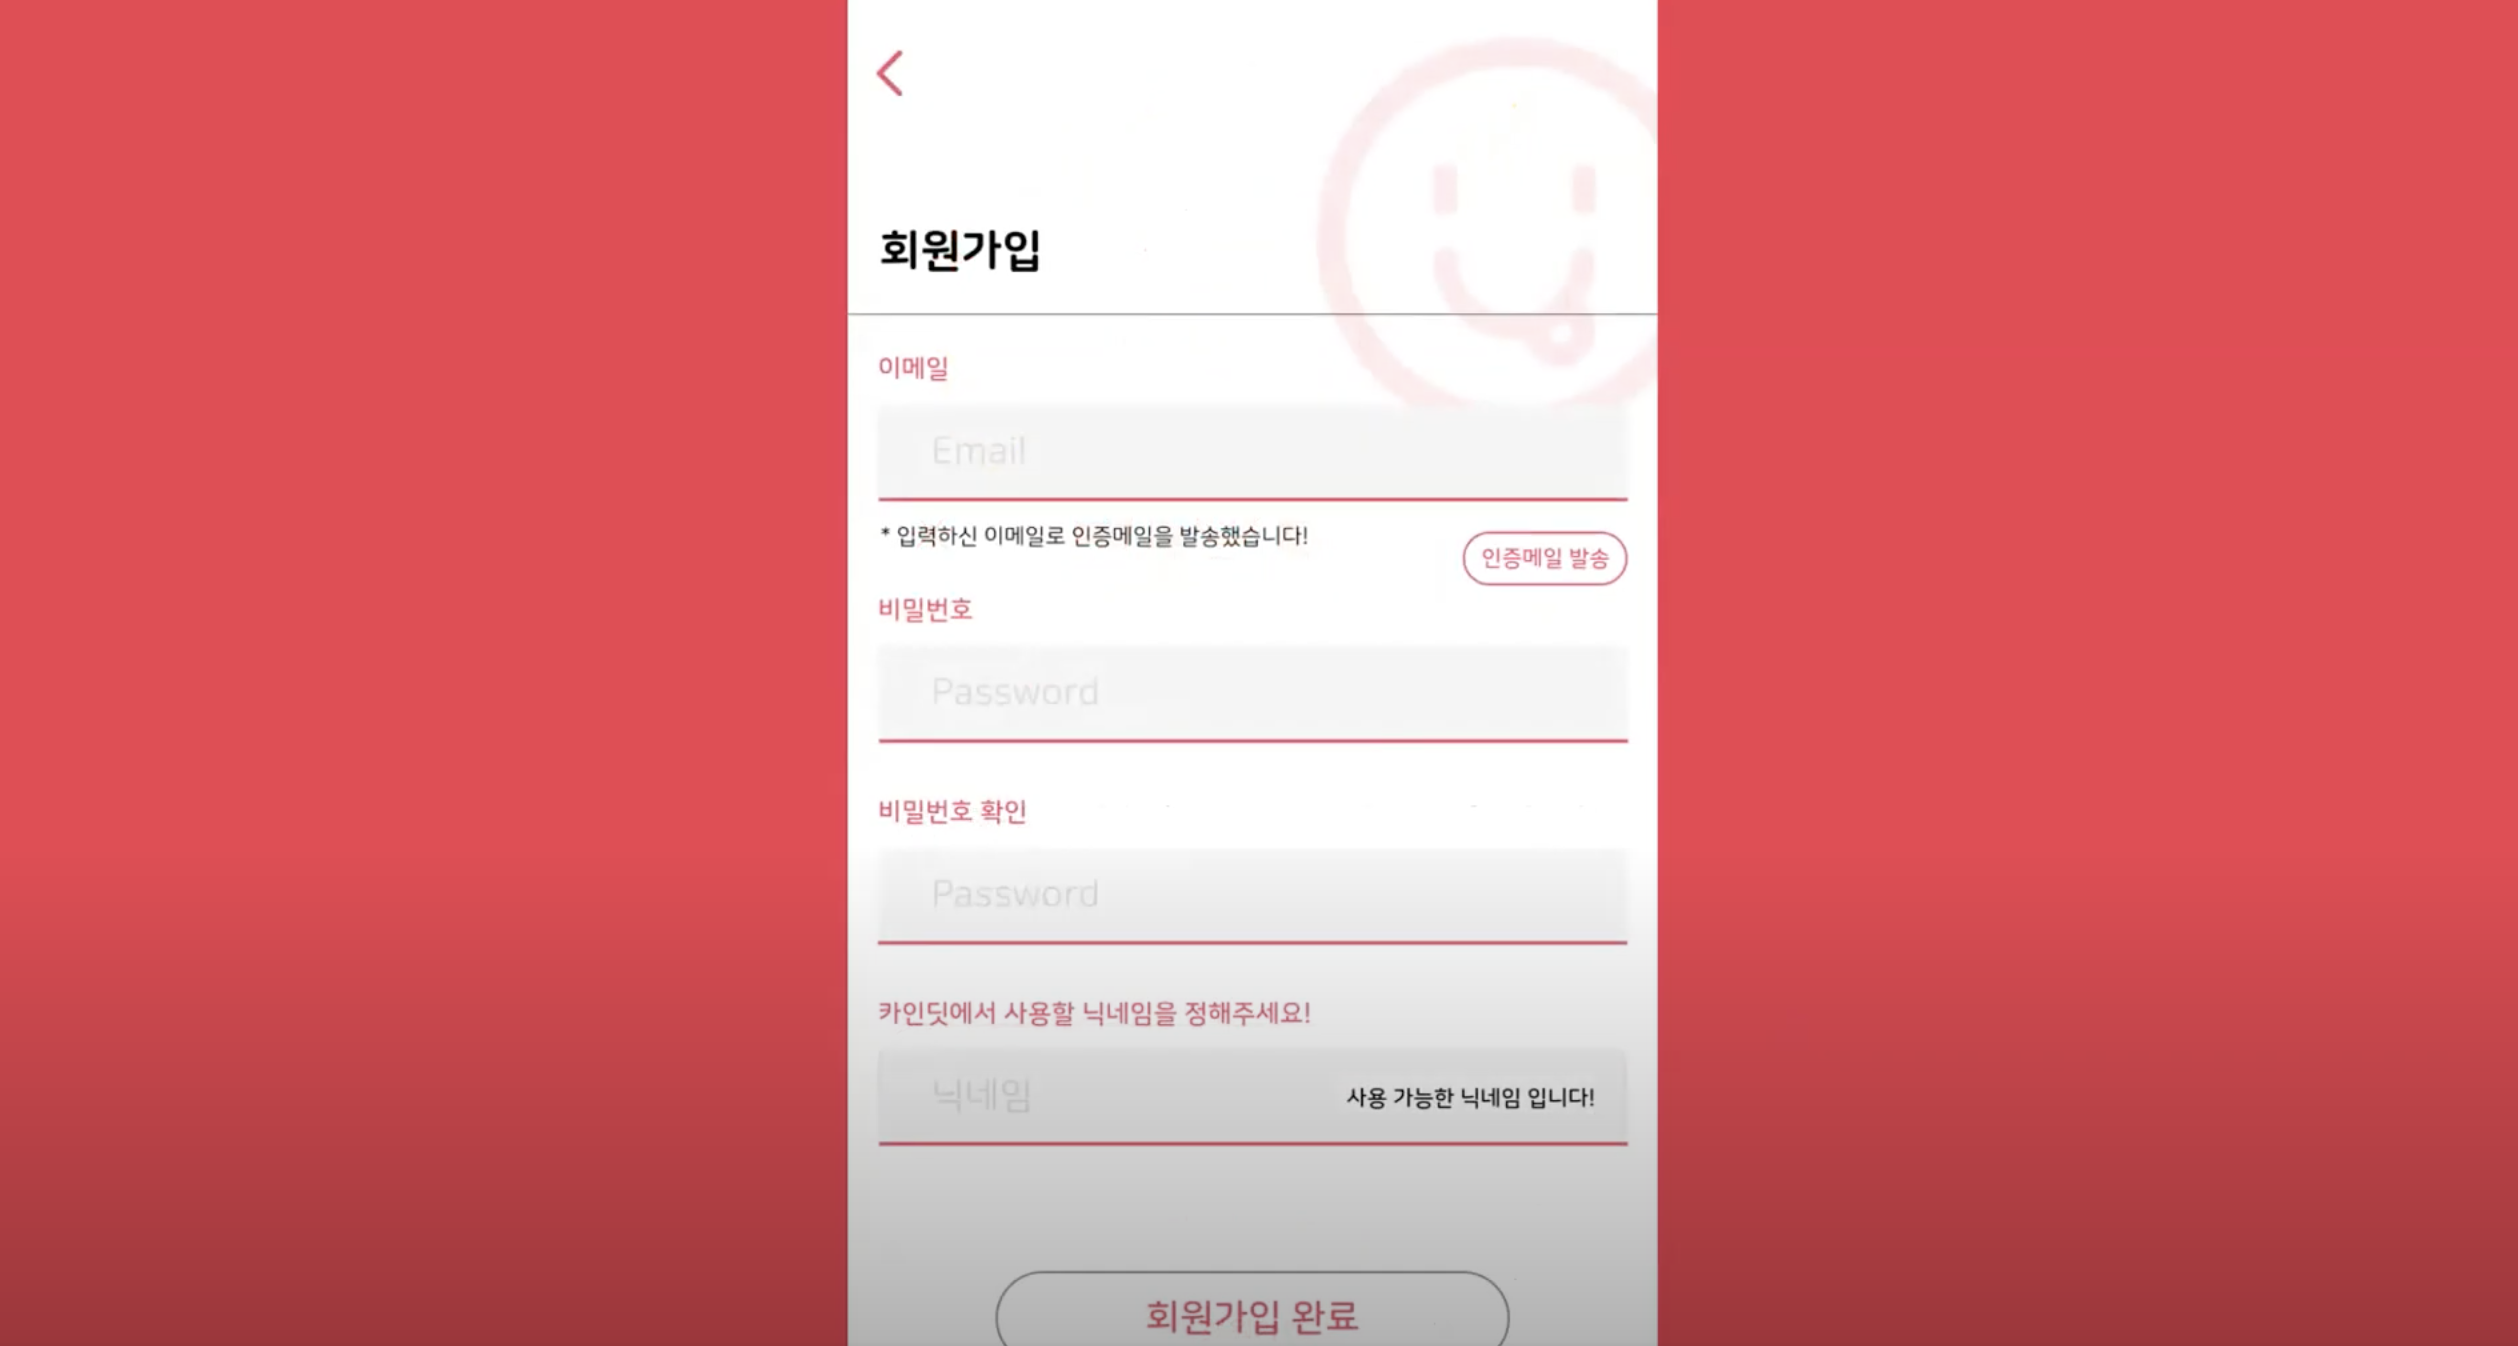 회원가입
이메일
Email
* 입력하신 이메일로 인증메일을 발송했습니다!
인증메일 발송
비밀번호
Password
비밀번호 확인
Password
카인딧에서 사용할 닉네임을 정해주세요!
닉네임
사용 가능한 닉네임 입니다!
회원가입 완료